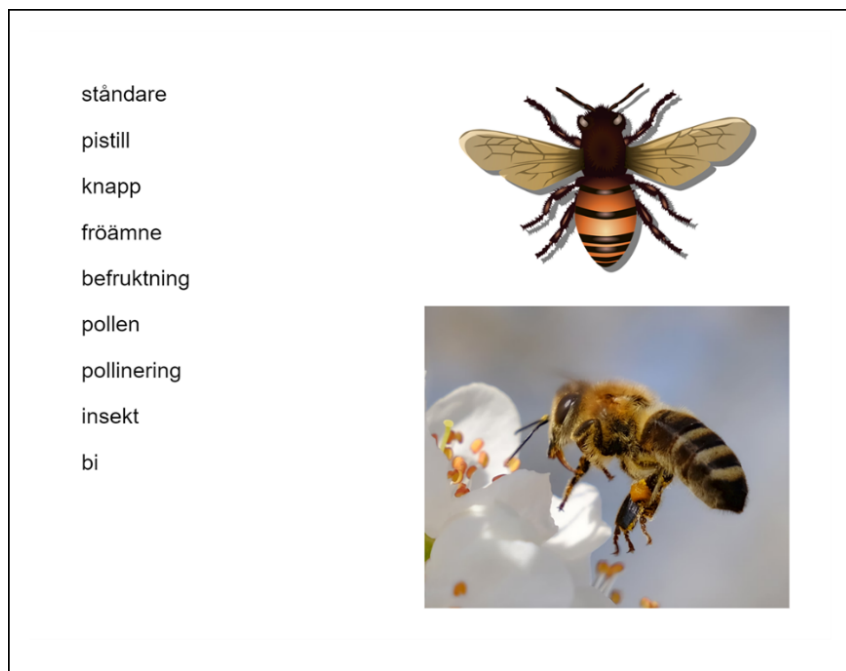 ståndare
pistill
knapp
fröämne
befruktning
pollen
pollinering
insekt
bi